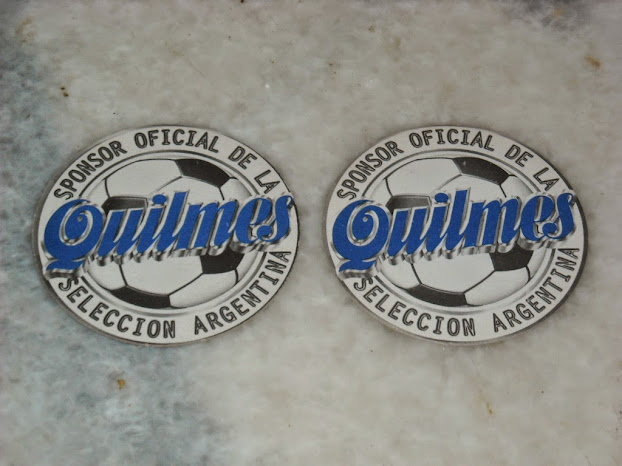 SPONSOR OFICIAL DE LA
Quilmes
SELECCION ARGENTINA
SPONSOR OFICIAL DE LA
Quilmes
SELECCION ARGENTINA